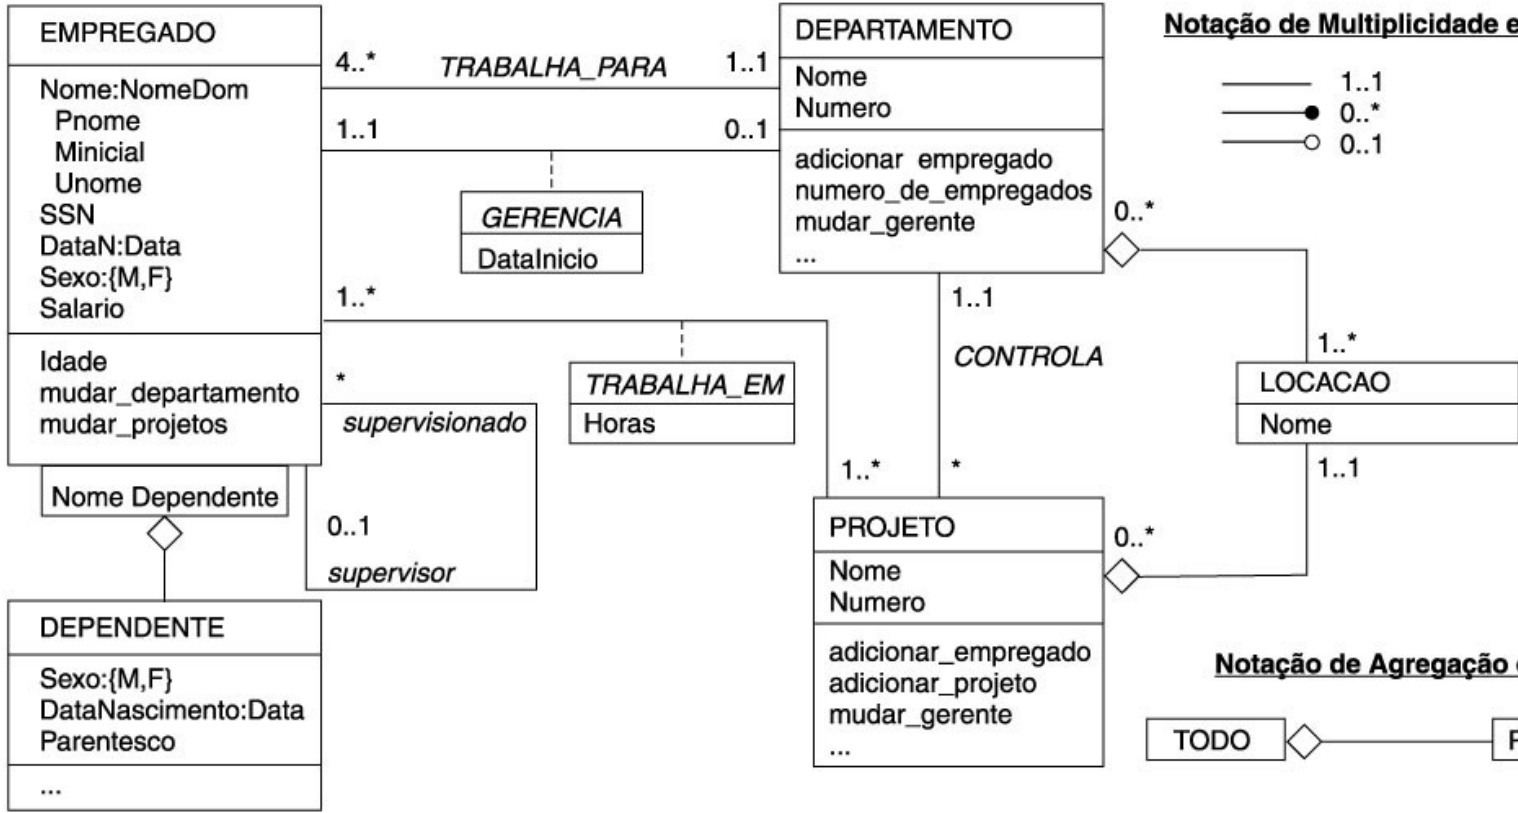 EMPREGADO
Nome:NomeDom
Pnome
Minicial
Unome
SSN
DataN:Data
Sexo:{M,F}
Salario
Idade
mudar_departamento
mudar_projetos
Nome Dependente
DEPENDENTE
Sexo:{M,F}
DataNascimento:Data
Parentesco
...
4..*
TRABALHA_PARA
1..1
1..1
0..1
GERENCIA
DataInicio
1..*
TRABALHA_EM
Horas
1..*
*
supervisionado
0..1
supervisor
DEPARTAMENTO
Nome
Numero
adicionar empregado
numero_de_empregados
mudar_gerente
...
1..1
CONTROLA
*
PROJETO
Nome
Numero
adicionar_empregado
adicionar_projeto
mudar_gerente
...
0..*
1..*
LOCACAO
Nome
1..1
0..*
Notação de Multiplicidade e
1..1
0..*
0..1
Notação de Agregação
TODO